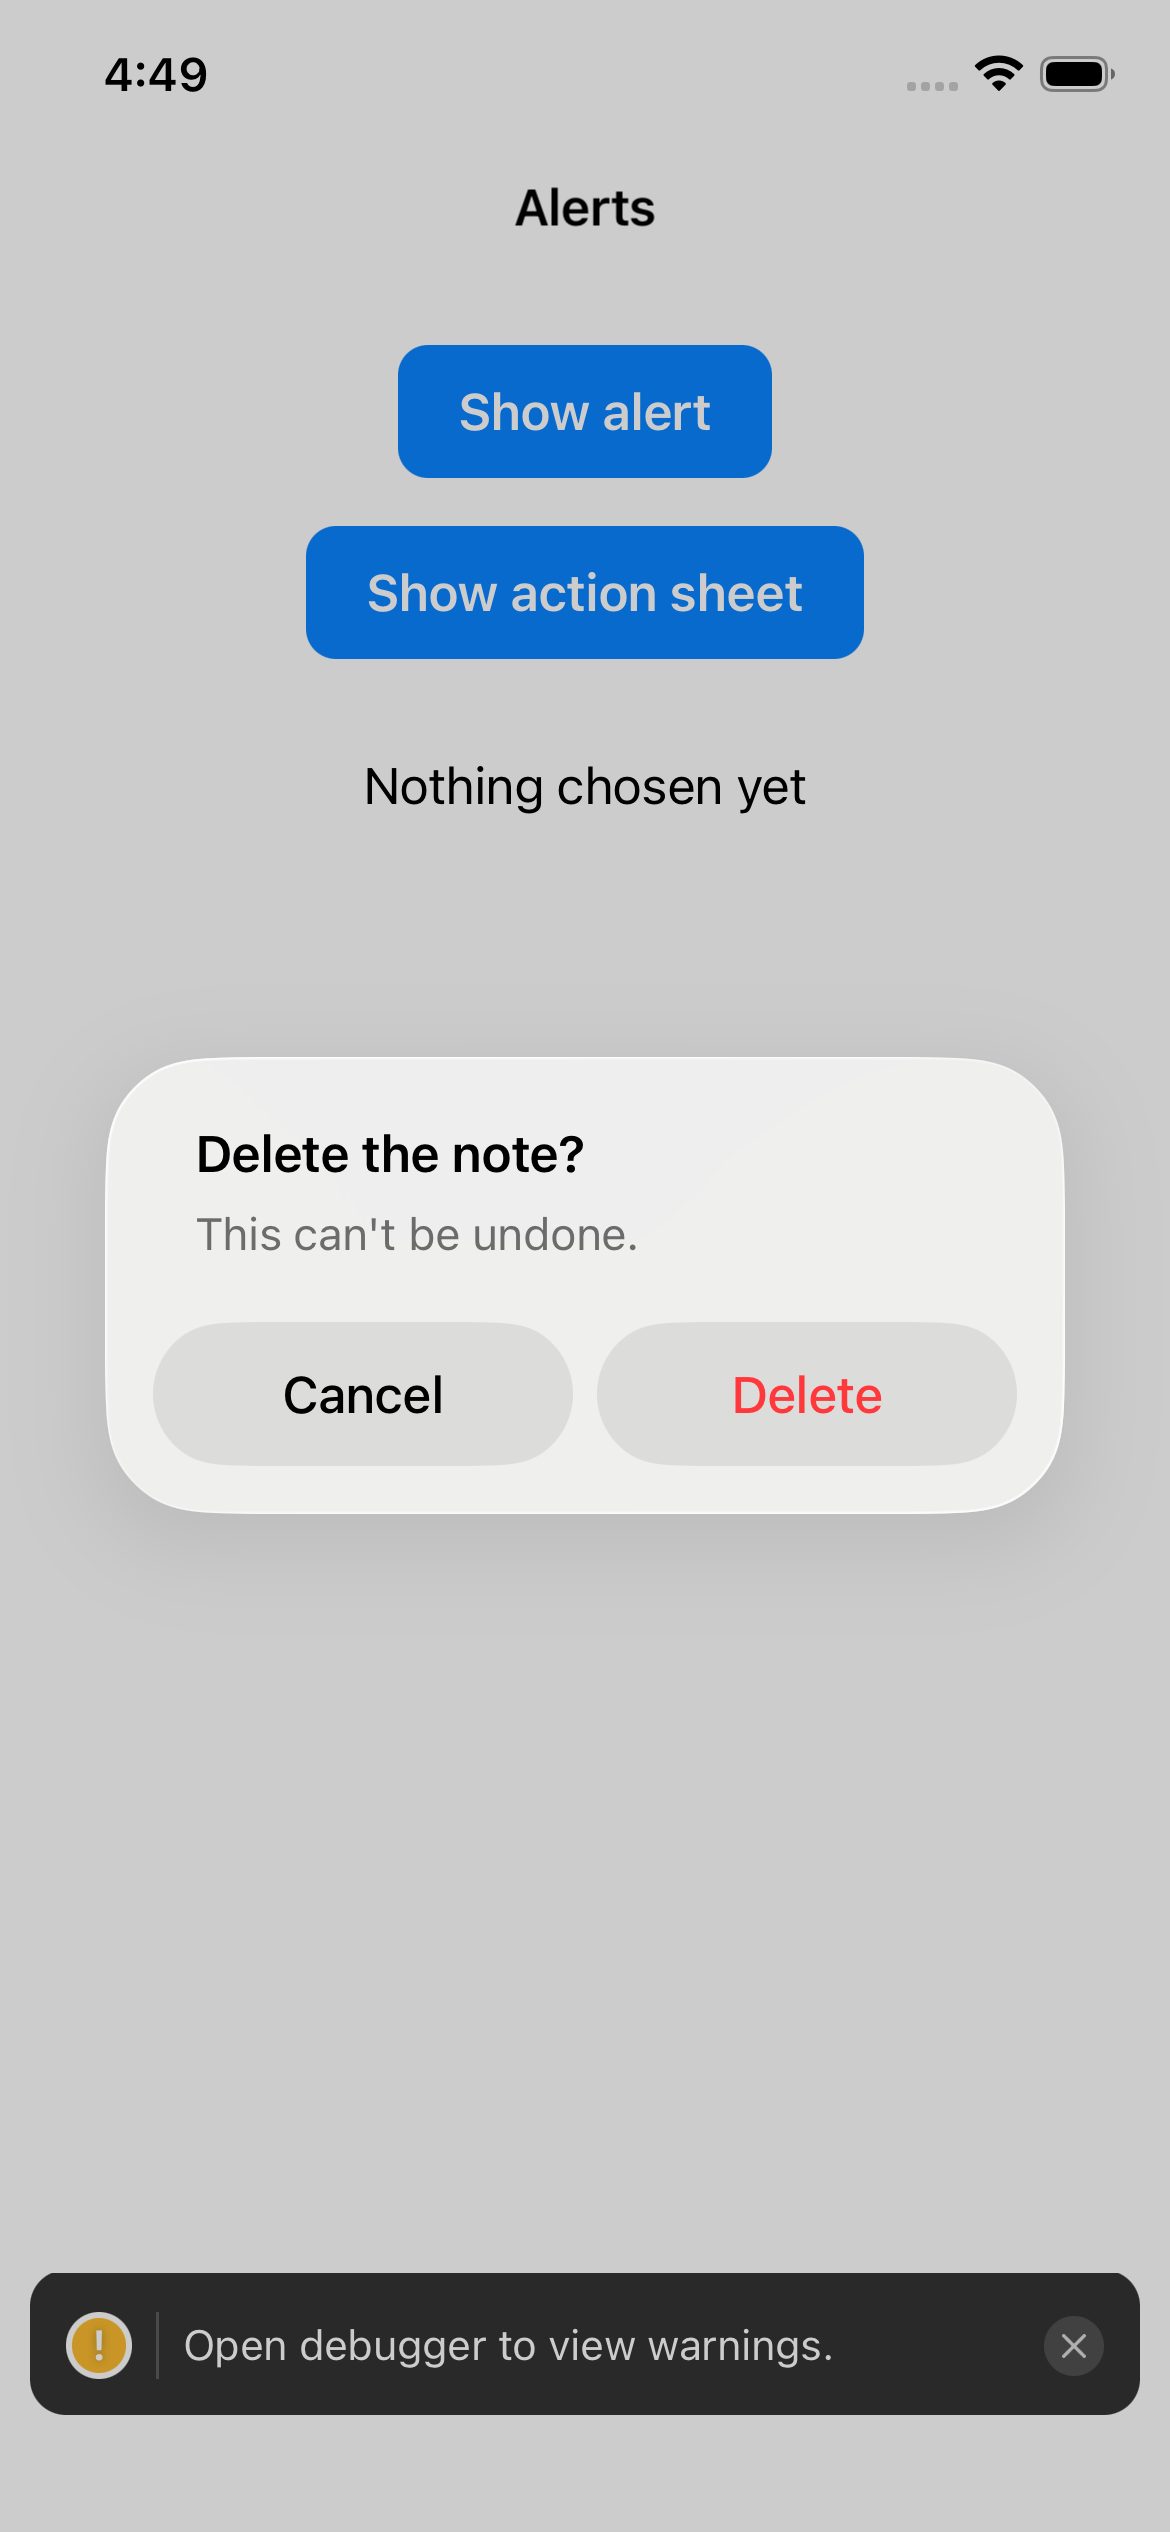 4:49
Alerts
Show alert
Show action sheet
Nothing chosen yet
Delete the note?
This can't be undone.
Cancel
Delete
! Open debugger to view warnings.